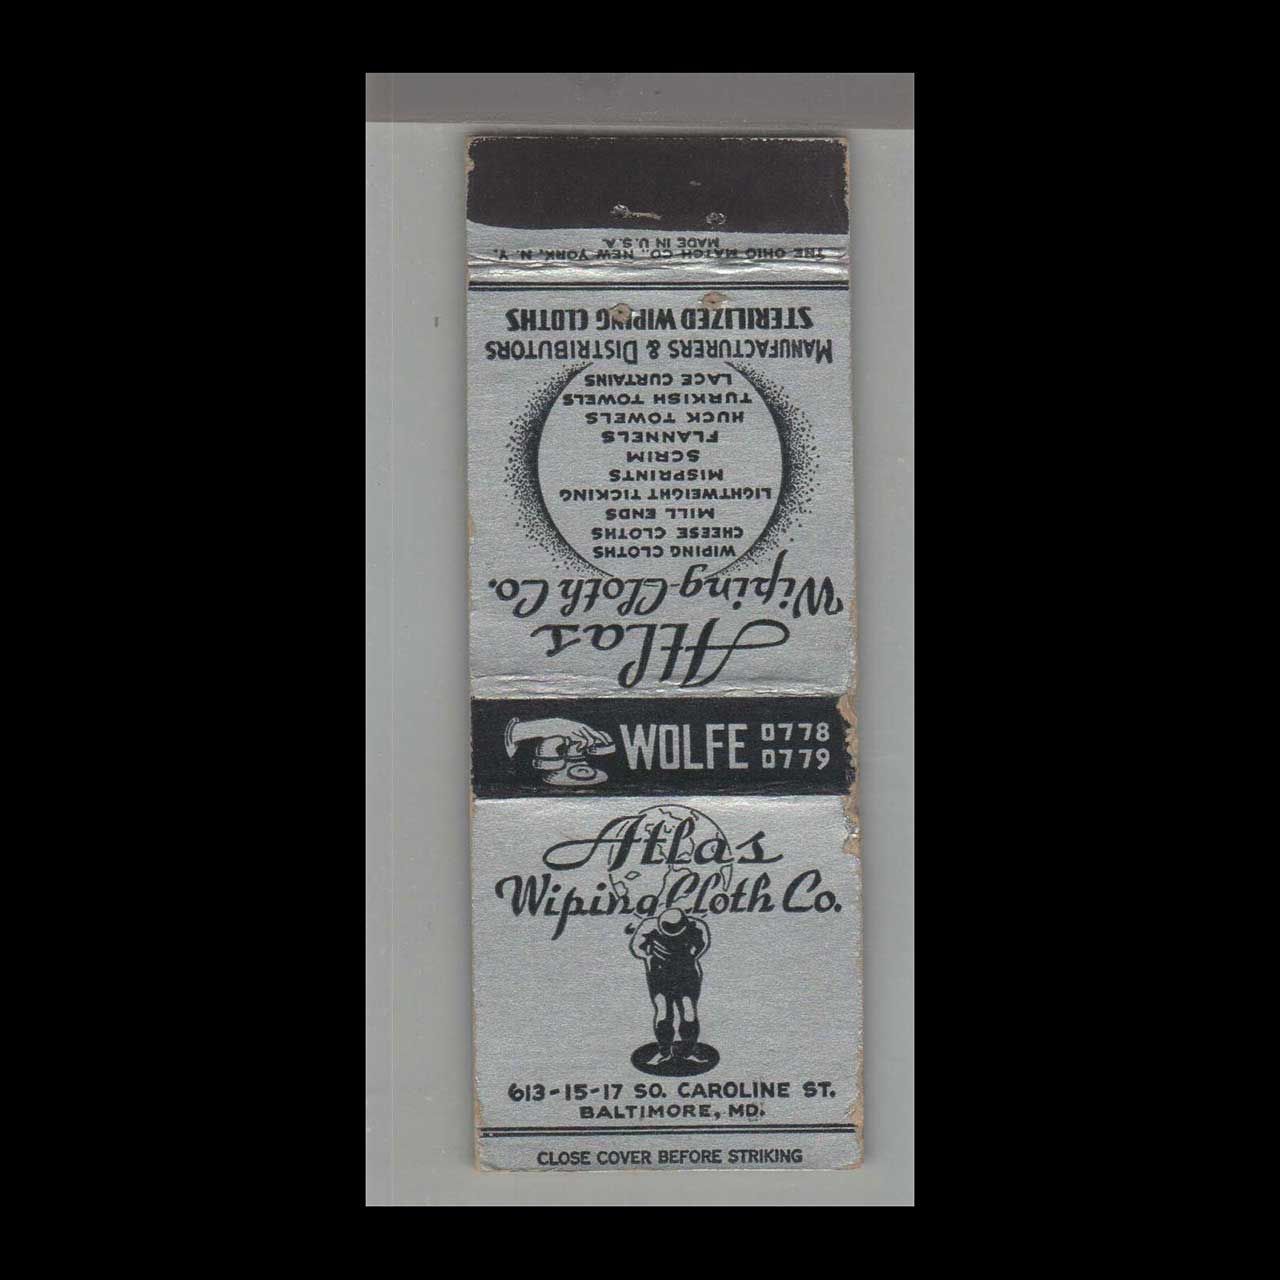 THE OHIO MATCH CO., NEW YORK, N. Y.
MADE IN U.S.A.
STERILIZED WIPING CLOTHS
MANUFACTURERS & DISTRIBUTORS
LACE CURTAINS
TURKISH TOWELS
HUCK TOWELS
FLANNELS
SCRIM
MISPRINTS
LIGHTWEIGHT TICKING
MILL ENDS
CHEESE CLOTHS
WIPING CLOTHS
Wiping Cloth Co.
Atlas
WOLFE 0778
0779
Atlas
Wiping Cloth Co.
613-15-17 SO. CAROLINE ST.
BALTIMORE, MD.
CLOSE COVER BEFORE STRIKING